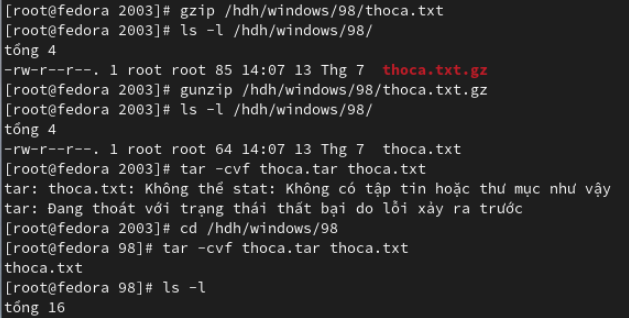 [root@fedora 2003]# gzip /hdh/windows/98/thoca.txt
[root@fedora 2003]# ls -l /hdh/windows/98/
tổng 4
-rw-r--r--. 1 root root 85 14:07 13 Thg 7  thoca.txt.gz
[root@fedora 2003]# gunzip /hdh/windows/98/thoca.txt.gz
[root@fedora 2003]# ls -l /hdh/windows/98/
tổng 4
-rw-r--r--. 1 root root 64 14:07 13 Thg 7  thoca.txt
[root@fedora 2003]# tar -cvf thoca.tar thoca.txt
tar: thoca.txt: Không thể stat: Không có tập tin hoặc thư mục như vậy
tar: Đang thoát với trạng thái thất bại do lỗi xảy ra trước
[root@fedora 2003]# cd /hdh/windows/98
[root@fedora 98]# tar -cvf thoca.tar thoca.txt
thoca.txt
[root@fedora 98]# ls -l
tổng 16